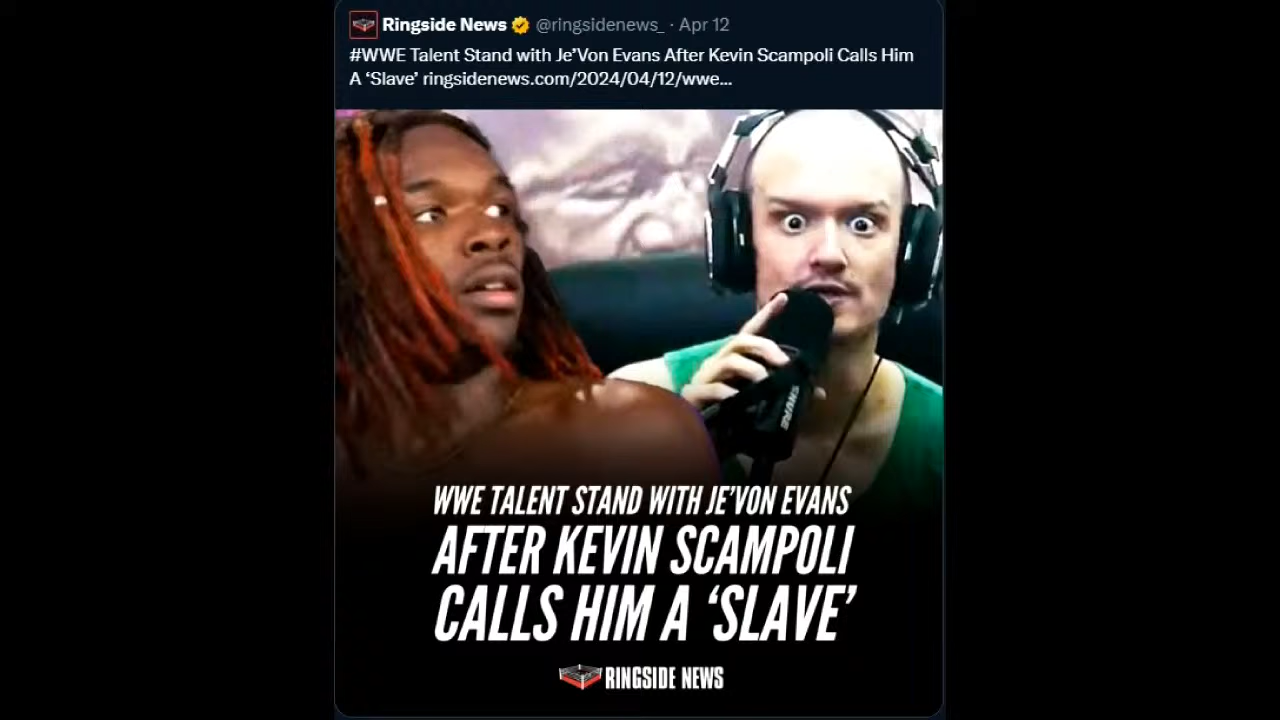 Ringside News @ringsidenews_ · Apr 12
#WWE Talent Stand with Je’Von Evans After Kevin Scampoli Calls Him
A ‘Slave’ ringsidenews.com/2024/04/12/wwe…
SHURE
WWE TALENT STAND WITH JE’VON EVANS
AFTER KEVIN SCAMPOLI
CALLS HIM A ‘SLAVE’
RINGSIDE NEWS